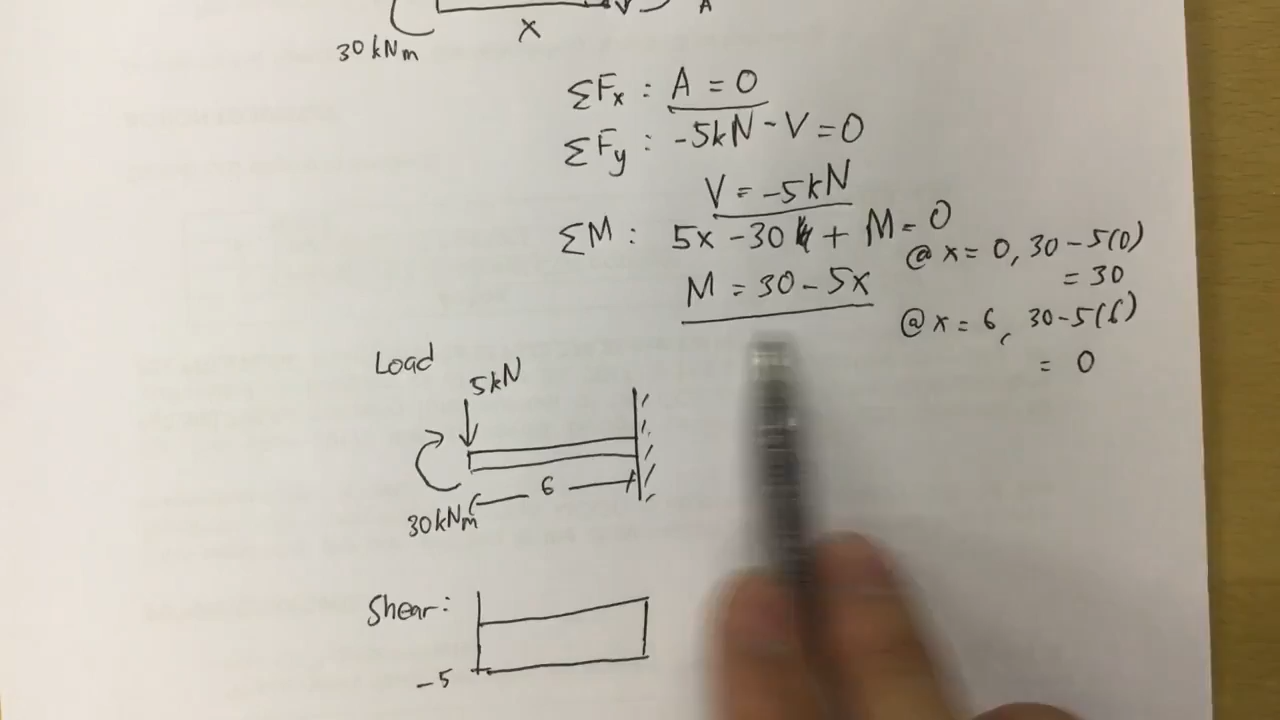 A
x
30 kNm
ΣFx : A = 0
ΣFy : -5kN - V = 0
V = -5kN
ΣM : 5x - 30 + M = 0
@ x = 0, 30 - 5(0)
= 30
M = 30 - 5x
@ x = 6, 30 - 5(6)
= 0
Load
5kN
6
30kNm
Shear:
-5